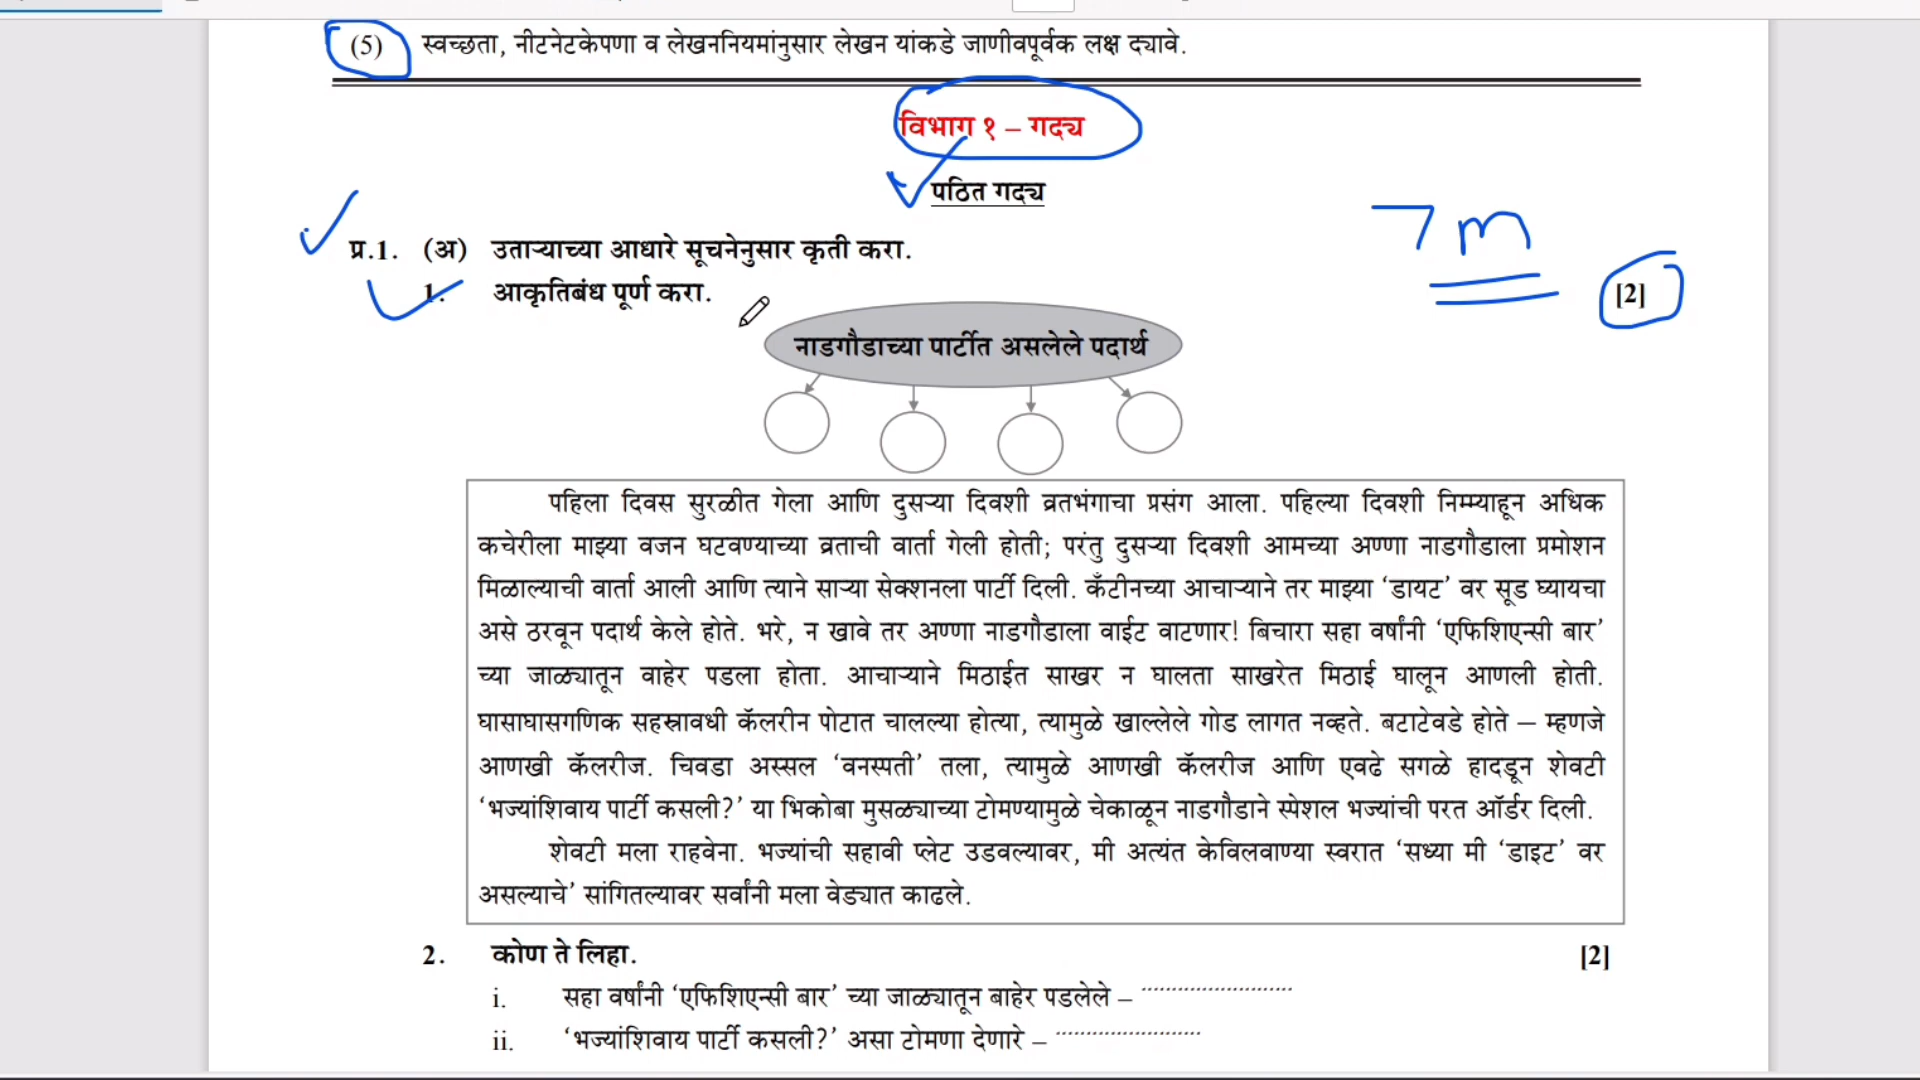 (5) स्वच्छता, नीटनेटकेपणा व लेखननियमांनुसार लेखन यांकडे जाणीवपूर्वक लक्ष द्यावे.
विभाग १ – गद्य
पठित गद्य
7 m
प्र.1. (अ) उताऱ्याच्या आधारे सूचनेनुसार कृती करा.
1. आकृतिबंध पूर्ण करा. [2]
नाडगौडाच्या पार्टीत असलेले पदार्थ
पहिला दिवस सुरळीत गेला आणि दुसऱ्या दिवशी व्रतभंगाचा प्रसंग आला. पहिल्या दिवशी निम्म्याहून अधिक
कचेरीला माझ्या वजन घटवण्याच्या व्रताची वार्ता गेली होती; परंतु दुसऱ्या दिवशी आमच्या अण्णा नाडगौडाला प्रमोशन
मिळाल्याची वार्ता आली आणि त्याने साऱ्या सेक्शनला पार्टी दिली. कँटीनच्या आचाऱ्याने तर माझ्या ‘डायट’ वर सूड घ्यायचा
असे ठरवून पदार्थ केले होते. भरे, न खावे तर अण्णा नाडगौडाला वाईट वाटणार! बिचारा सहा वर्षांनी ‘एफिशिएन्सी बार’
च्या जाळ्यातून वाहेर पडला होता. आचाऱ्याने मिठाईत साखर न घालता साखरेत मिठाई घालून आणली होती.
घासाघासगणिक सहस्रावधी कॅलरीन पोटात चालल्या होत्या, त्यामुळे खाल्लेले गोड लागत नव्हते. बटाटेवडे होते – म्हणजे
आणखी कॅलरीज. चिवडा अस्सल ‘वनस्पती’ तला, त्यामुळे आणखी कॅलरीज आणि एवढे सगळे हादडून शेवटी
‘भज्यांशिवाय पार्टी कसली?’ या भिकोबा मुसळ्याच्या टोमण्यामुळे चेकाळून नाडगौडाने स्पेशल भज्यांची परत ऑर्डर दिली.
शेवटी मला राहवेना. भज्यांची सहावी प्लेट उडवल्यावर, मी अत्यंत केविलवाण्या स्वरात ‘सध्या मी ‘डाइट’ वर
असल्याचे’ सांगितल्यावर सर्वांनी मला वेड्यात काढले.
2. कोण ते लिहा. [2]
i. सहा वर्षांनी ‘एफिशिएन्सी बार’ च्या जाळ्यातून बाहेर पडलेले – ........................
ii. ‘भज्यांशिवाय पार्टी कसली?’ असा टोमणा देणारे – ........................